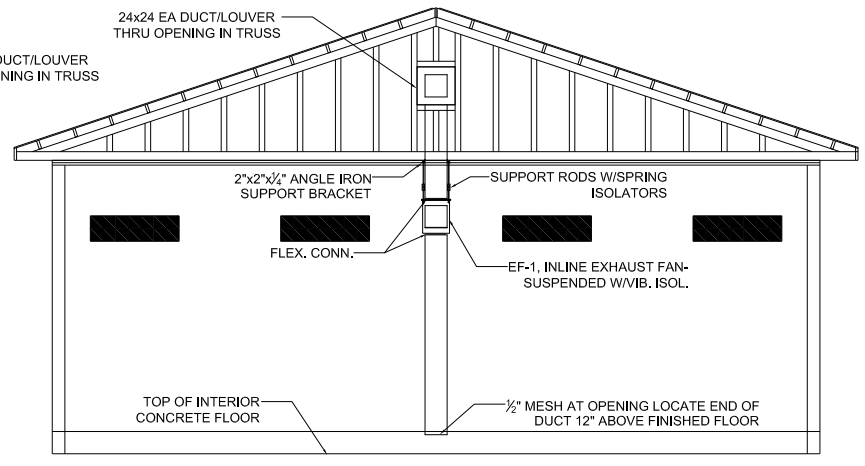 24x24 EA DUCT/LOUVER
THRU OPENING IN TRUSS
DUCT/LOUVER
NING IN TRUSS
2"x2"x¼" ANGLE IRON
SUPPORT BRACKET
SUPPORT RODS W/SPRING
ISOLATORS
FLEX. CONN.
EF-1, INLINE EXHAUST FAN-
SUSPENDED W/VIB. ISOL.
TOP OF INTERIOR
CONCRETE FLOOR
½" MESH AT OPENING LOCATE END OF
DUCT 12" ABOVE FINISHED FLOOR